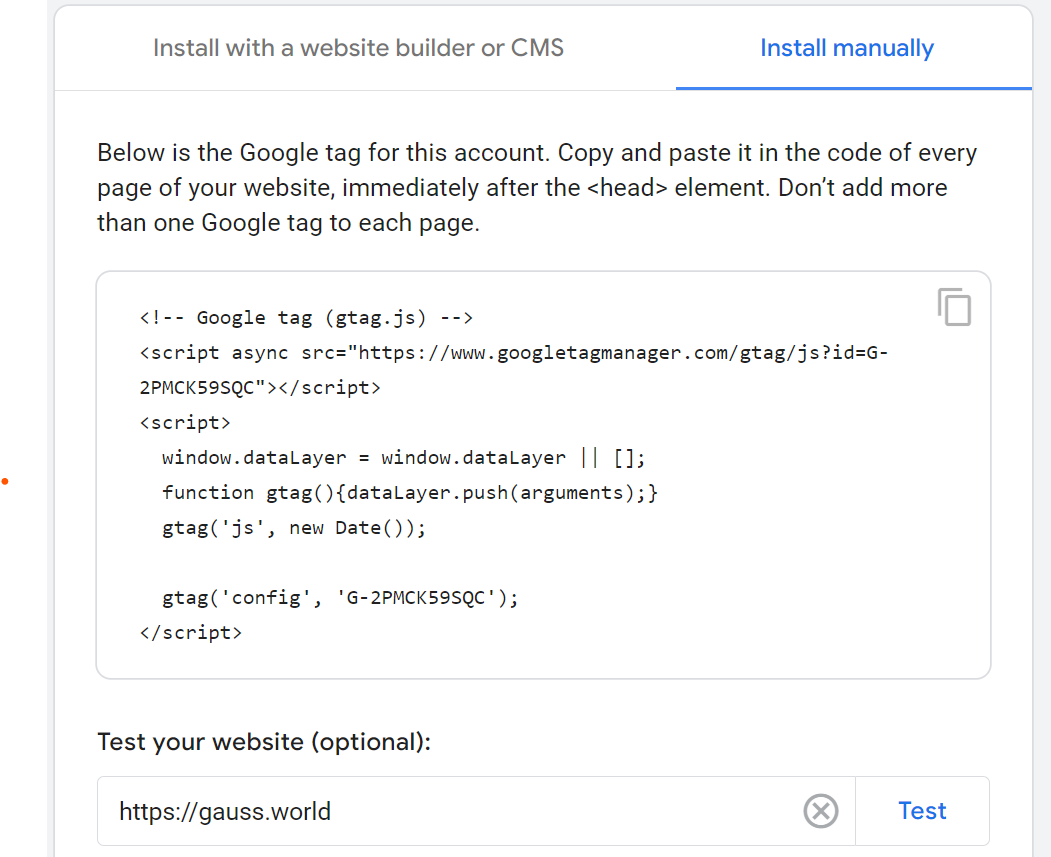 Install with a website builder or CMS
Install manually
Below is the Google tag for this account. Copy and paste it in the code of every
page of your website, immediately after the <head> element. Don’t add more
than one Google tag to each page.
<!-- Google tag (gtag.js) -->
<script async src="https://www.googletagmanager.com/gtag/js?id=G-
2PMCK59SQC"></script>
<script>
  window.dataLayer = window.dataLayer || [];
  function gtag(){dataLayer.push(arguments);}
  gtag('js', new Date());
  gtag('config', 'G-2PMCK59SQC');
</script>
Test your website (optional):
https://gauss.world
Test